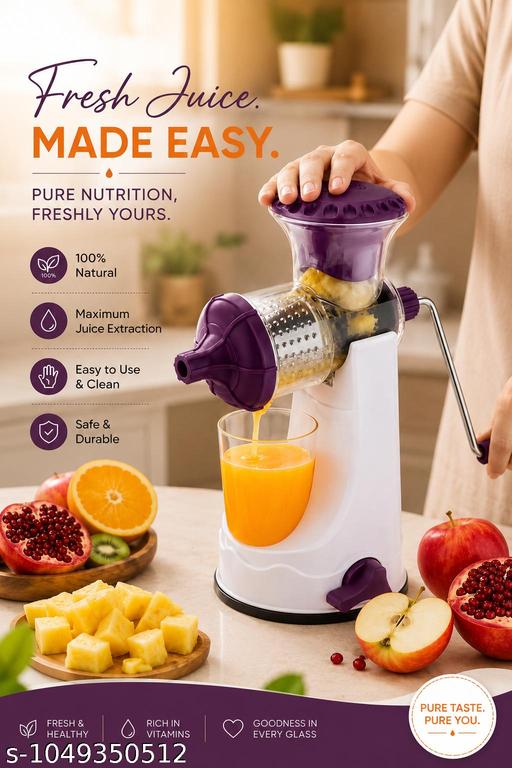 Fresh Juice.
MADE EASY.
PURE NUTRITION,
FRESHLY YOURS.
100%
100%
Natural
Maximum
Juice Extraction
Easy to Use
& Clean
Safe &
Durable
PURE TASTE.
PURE YOU.
FRESH &
HEALTHY
RICH IN
VITAMINS
GOODNESS IN
EVERY GLASS
s-1049350512